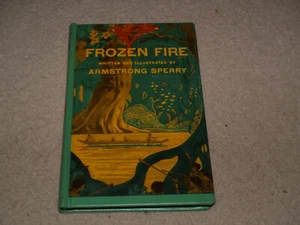 FROZEN FIRE
WRITTEN AND ILLUSTRATED BY
ARMSTRONG SPERRY